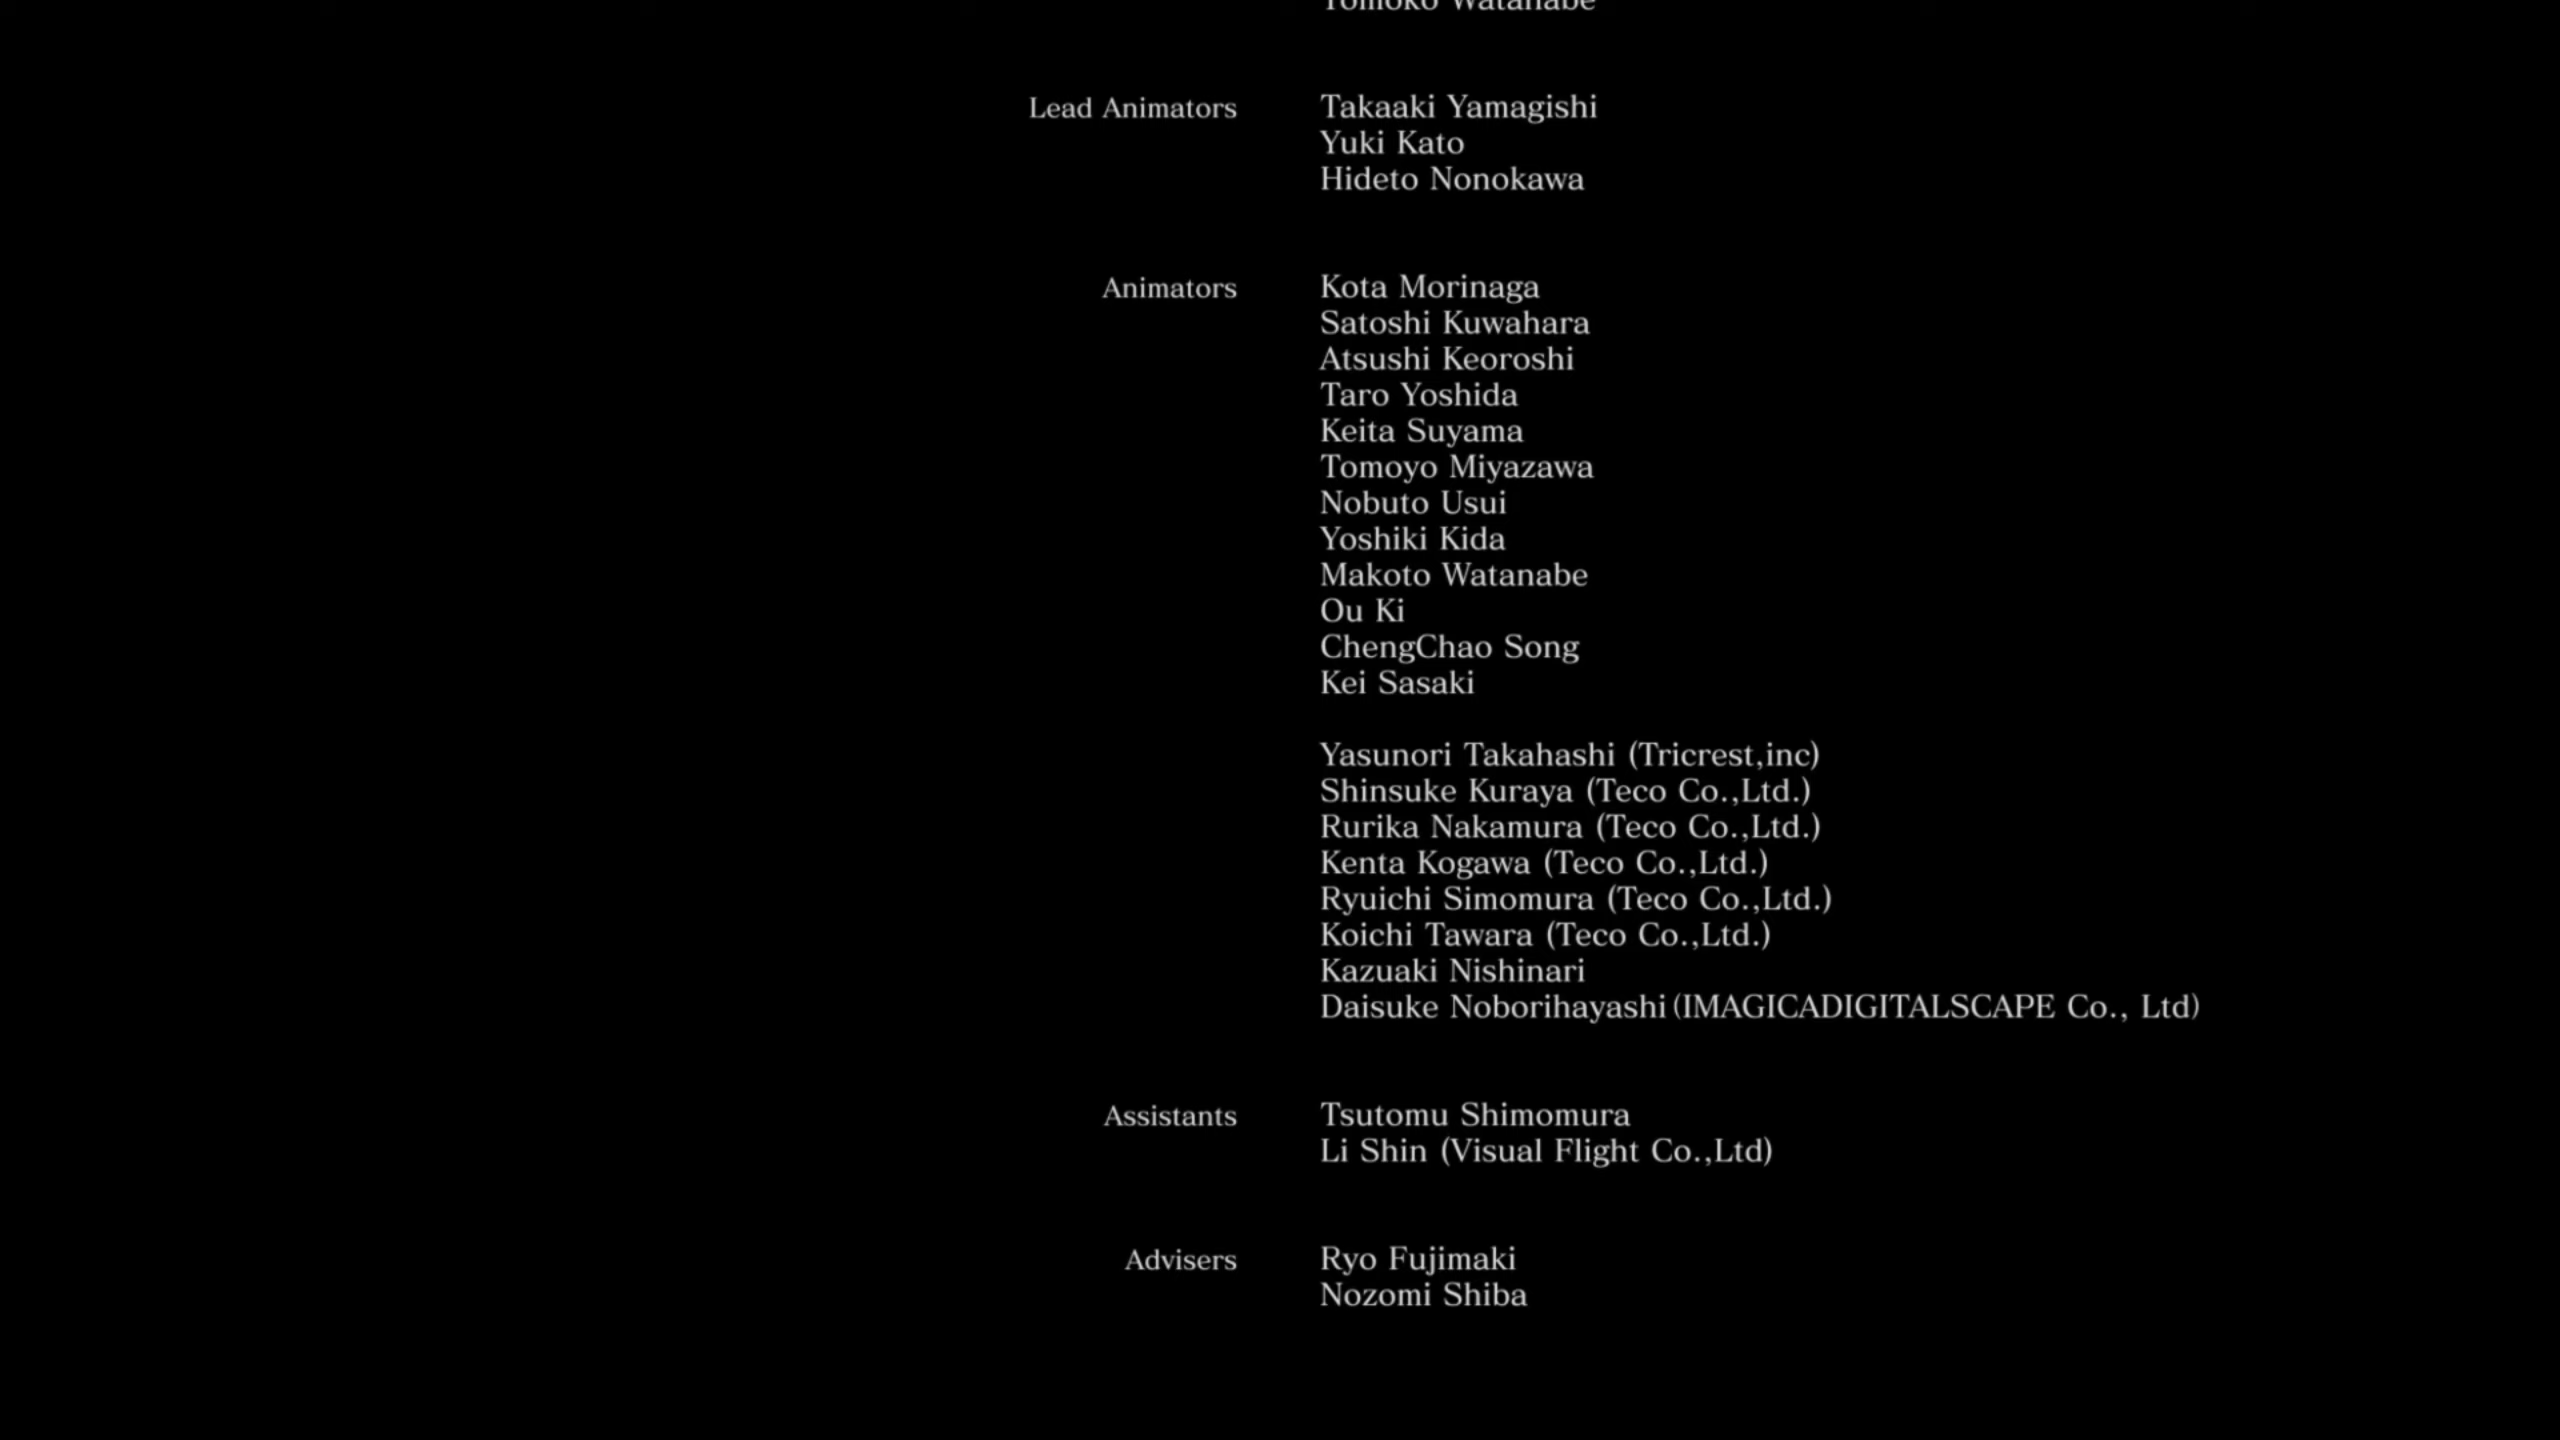 Tomoko Watanabe
Lead Animators Takaaki Yamagishi
Yuki Kato
Hideto Nonokawa
Animators Kota Morinaga
Satoshi Kuwahara
Atsushi Keoroshi
Taro Yoshida
Keita Suyama
Tomoyo Miyazawa
Nobuto Usui
Yoshiki Kida
Makoto Watanabe
Ou Ki
ChengChao Song
Kei Sasaki
Yasunori Takahashi (Tricrest,inc)
Shinsuke Kuraya (Teco Co.,Ltd.)
Rurika Nakamura (Teco Co.,Ltd.)
Kenta Kogawa (Teco Co.,Ltd.)
Ryuichi Simomura (Teco Co.,Ltd.)
Koichi Tawara (Teco Co.,Ltd.)
Kazuaki Nishinari
Daisuke Noborihayashi (IMAGICADIGITALSCAPE Co., Ltd)
Assistants Tsutomu Shimomura
Li Shin (Visual Flight Co.,Ltd)
Advisers Ryo Fujimaki
Nozomi Shiba